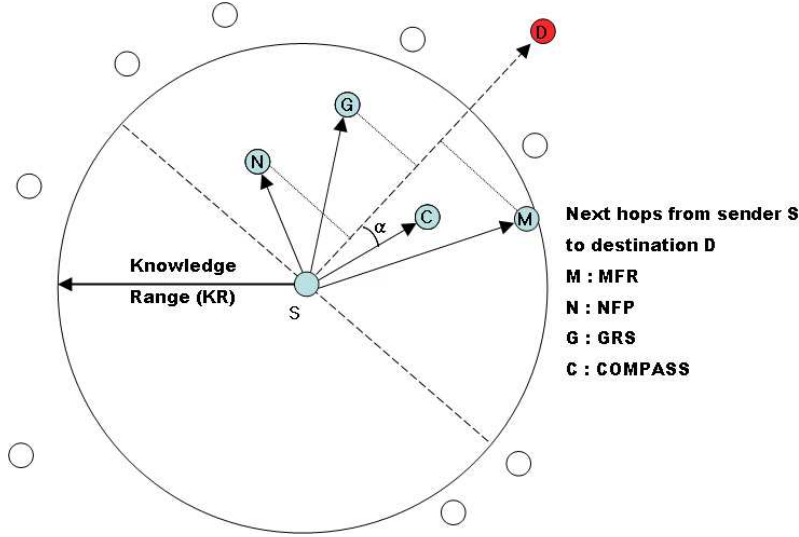 D
G
N
α
C
M
Knowledge
Range (KR)
S
Next hops from sender S
to destination D
M : MFR
N : NFP
G : GRS
C : COMPASS